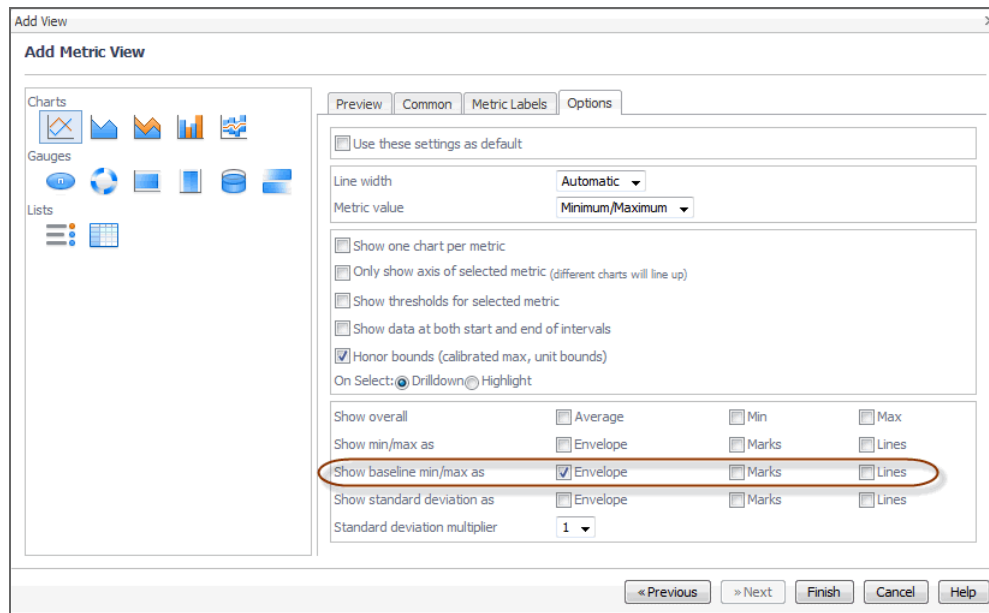 Add View
Add Metric View
Charts
Gauges
n
Lists
Preview Common Metric Labels Options
Use these settings as default
Line width Automatic
Metric value Minimum/Maximum
Show one chart per metric
Only show axis of selected metric (different charts will line up)
Show thresholds for selected metric
Show data at both start and end of intervals
Honor bounds (calibrated max, unit bounds)
On Select: Drilldown Highlight
Show overall Average Min Max
Show min/max as Envelope Marks Lines
Show baseline min/max as Envelope Marks Lines
Show standard deviation as Envelope Marks Lines
Standard deviation multiplier 1
«Previous »Next Finish Cancel Help